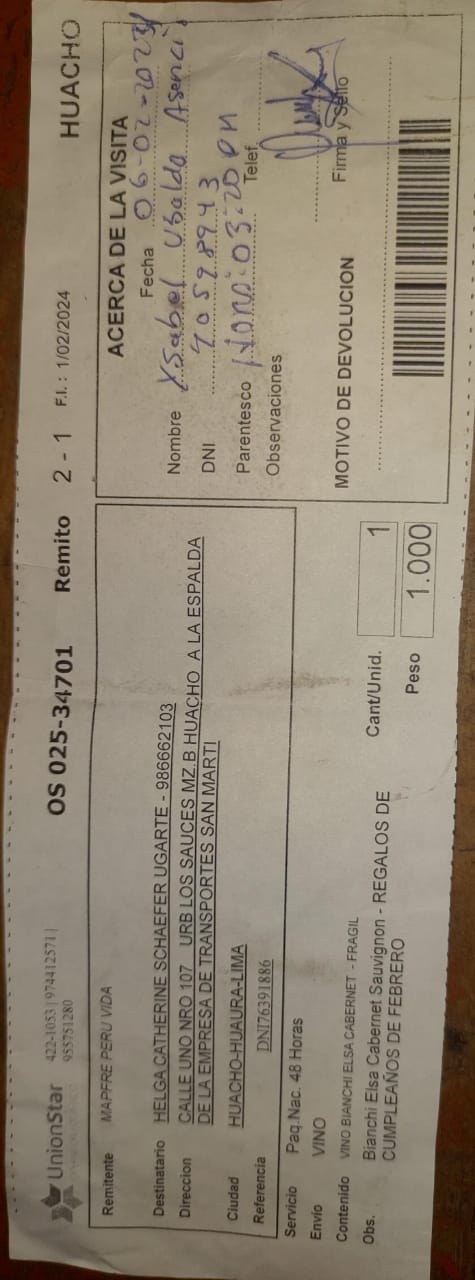 UnionStar
422-1053 | 974412571 |
955751280
OS 025-34701 Remito 2 - 1 F.I.: 1/02/2024 HUACHO
Remitente MAPFRE PERU VIDA
Destinatario HELGA CATHERINE SCHAEFER UGARTE - 986662103
Direccion CALLE UNO NRO 107 URB LOS SAUCES MZ.B HUACHO A LA ESPALDA
DE LA EMPRESA DE TRANSPORTES SAN MARTI
Ciudad HUACHO-HUAURA-LIMA
Referencia DNI76391886
Servicio Paq.Nac. 48 Horas
Envio VINO
Contenido VINO BIANCHI ELSA CABERNET - FRAGIL
Obs. Bianchi Elsa Cabernet Sauvignon - REGALOS DE
CUMPLEAÑOS DE FEBRERO
Cant/Unid. 1
Peso 1.000
ACERCA DE LA VISITA
Fecha 06-02-2024
Nombre Ysabel Ubaldo Asencio
DNI 40598943
Parentesco Hora: 03:20 PM
Observaciones Telef.
Firma y Sello
MOTIVO DE DEVOLUCION